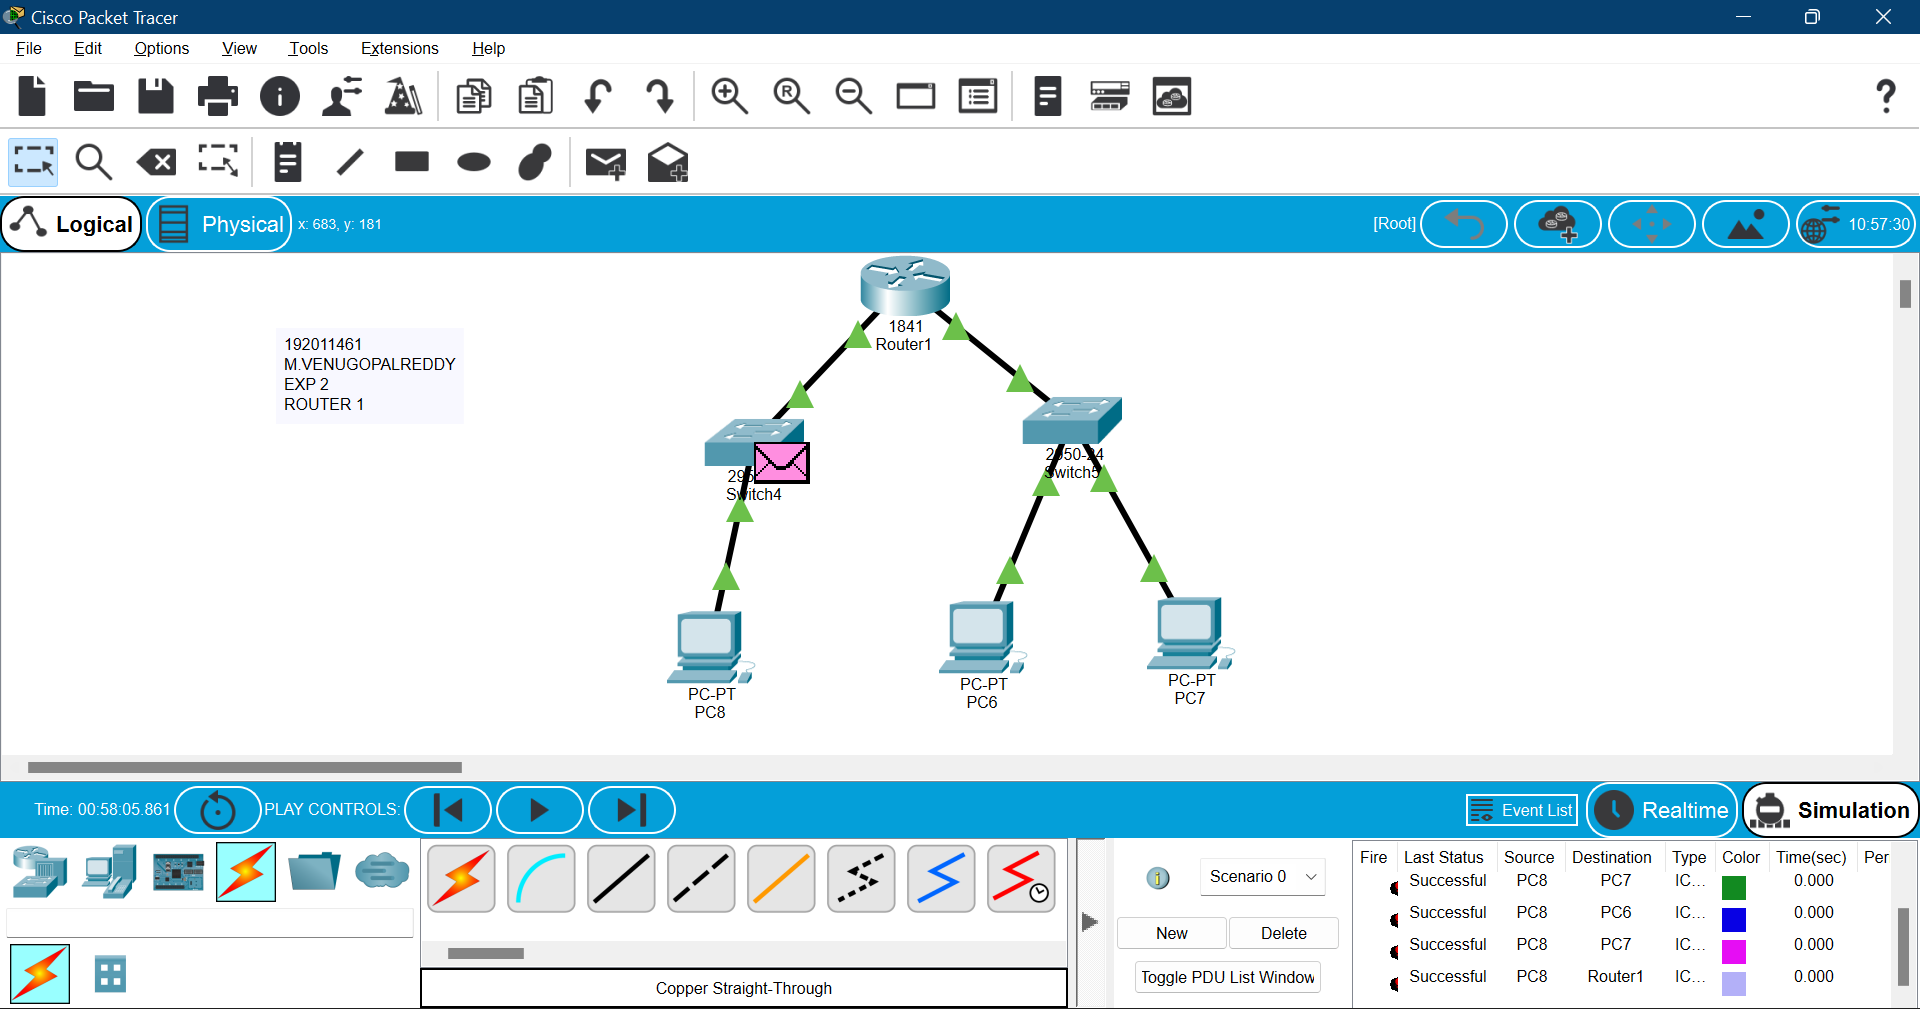 Cisco Packet Tracer
File Edit Options View Tools Extensions Help
Logical Physical x: 683, y: 181 [Root] 10:57:30
1841
Router1
192011461
M.VENUGOPALREDDY
EXP 2
ROUTER 1
Switch4
2950-24
Switch5
PC-PT
PC8
PC-PT
PC6
PC-PT
PC7
Time: 00:58:05.861 PLAY CONTROLS: Event List Realtime Simulation
Scenario 0
New Delete
Toggle PDU List Window
Copper Straight-Through
Fire Last Status Source Destination Type Color Time(sec) Per
Successful PC8 PC7 IC... 0.000
Successful PC8 PC6 IC... 0.000
Successful PC8 PC7 IC... 0.000
Successful PC8 Router1 IC... 0.000